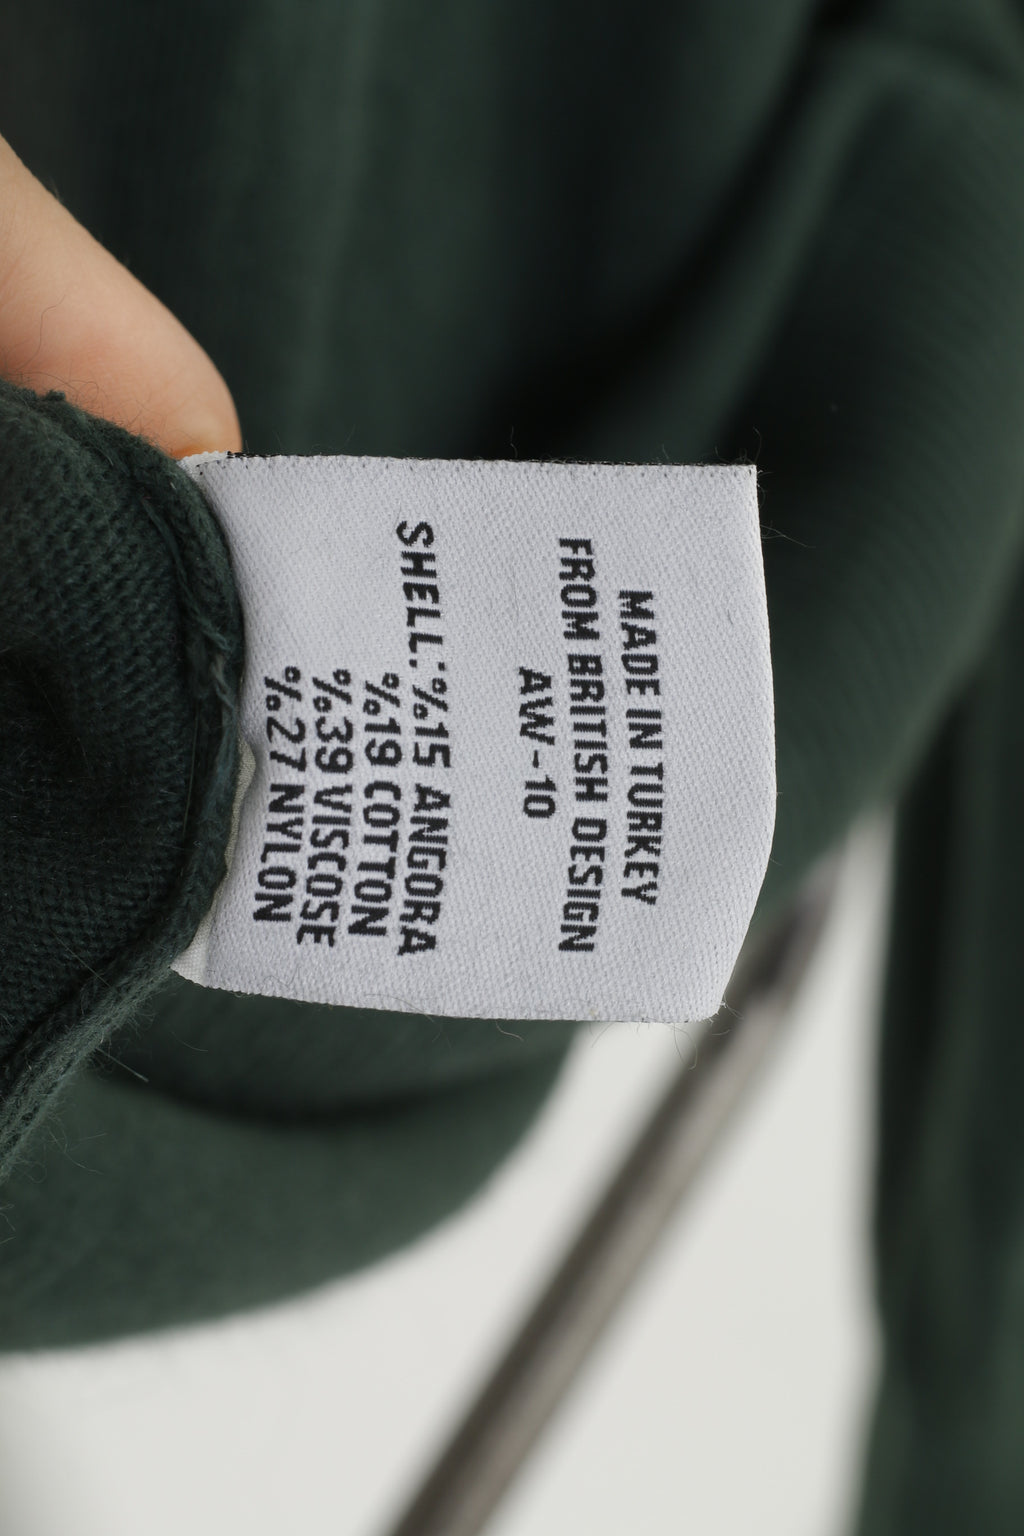 MADE IN TURKEY
FROM BRITISH DESIGN
AW-10
SHELL: %15 ANGORA
%19 COTTON
%39 VISCOSE
%27 NYLON